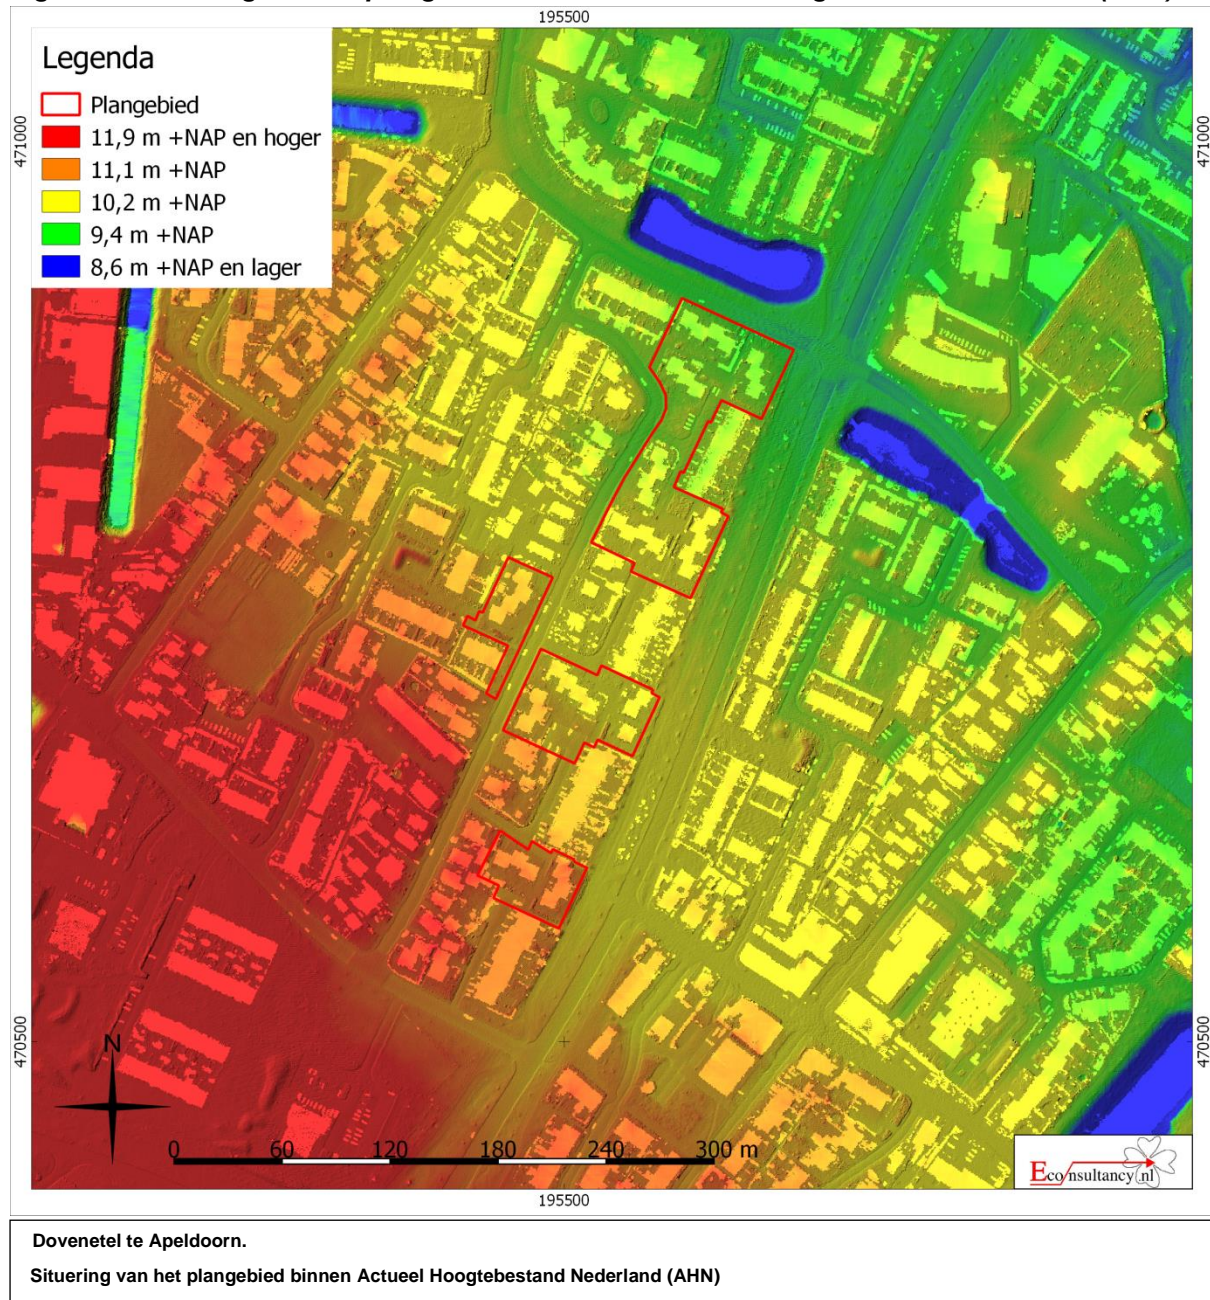 195500
Legenda
Plangebied
11,9 m +NAP en hoger
11,1 m +NAP
10,2 m +NAP
9,4 m +NAP
8,6 m +NAP en lager
471000
471000
470500
470500
N
0 60 120 180 240 300 m
Econsultancy.nl
195500
Dovenetel te Apeldoorn.
Situering van het plangebied binnen Actueel Hoogtebestand Nederland (AHN)